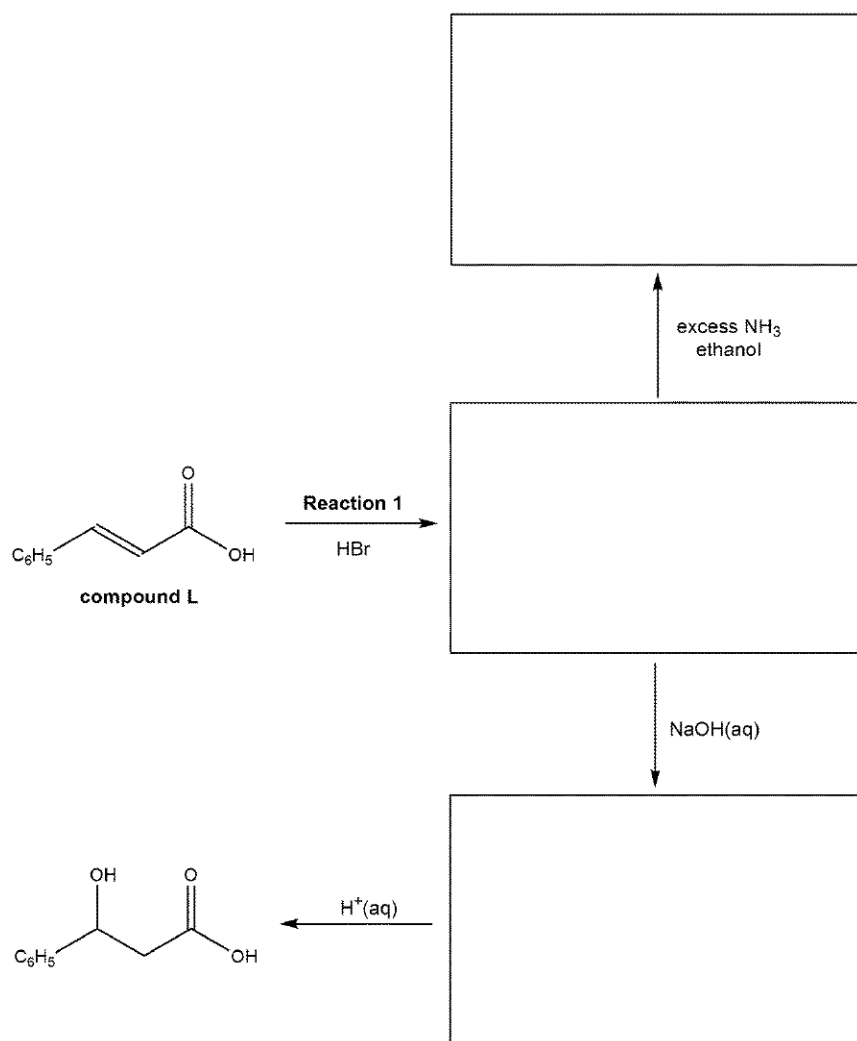 excess NH₃
ethanol
O
Reaction 1
C₆H₅
OH
HBr
compound L
NaOH(aq)
OH
O
H⁺(aq)
C₆H₅
OH